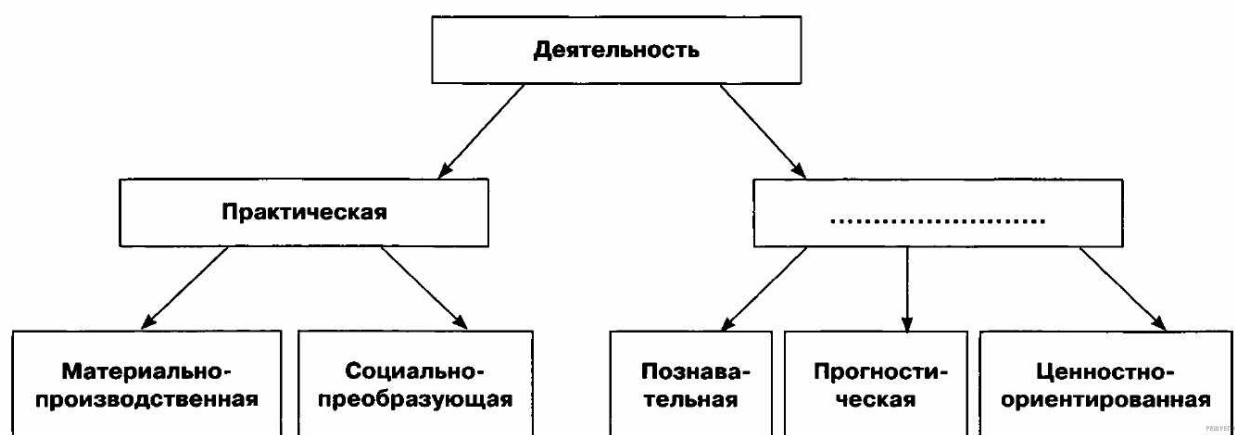 Деятельность
Практическая
........................
Материально-
производственная
Социально-
преобразующая
Познава-
тельная
Прогности-
ческая
Ценностно-
ориентированная